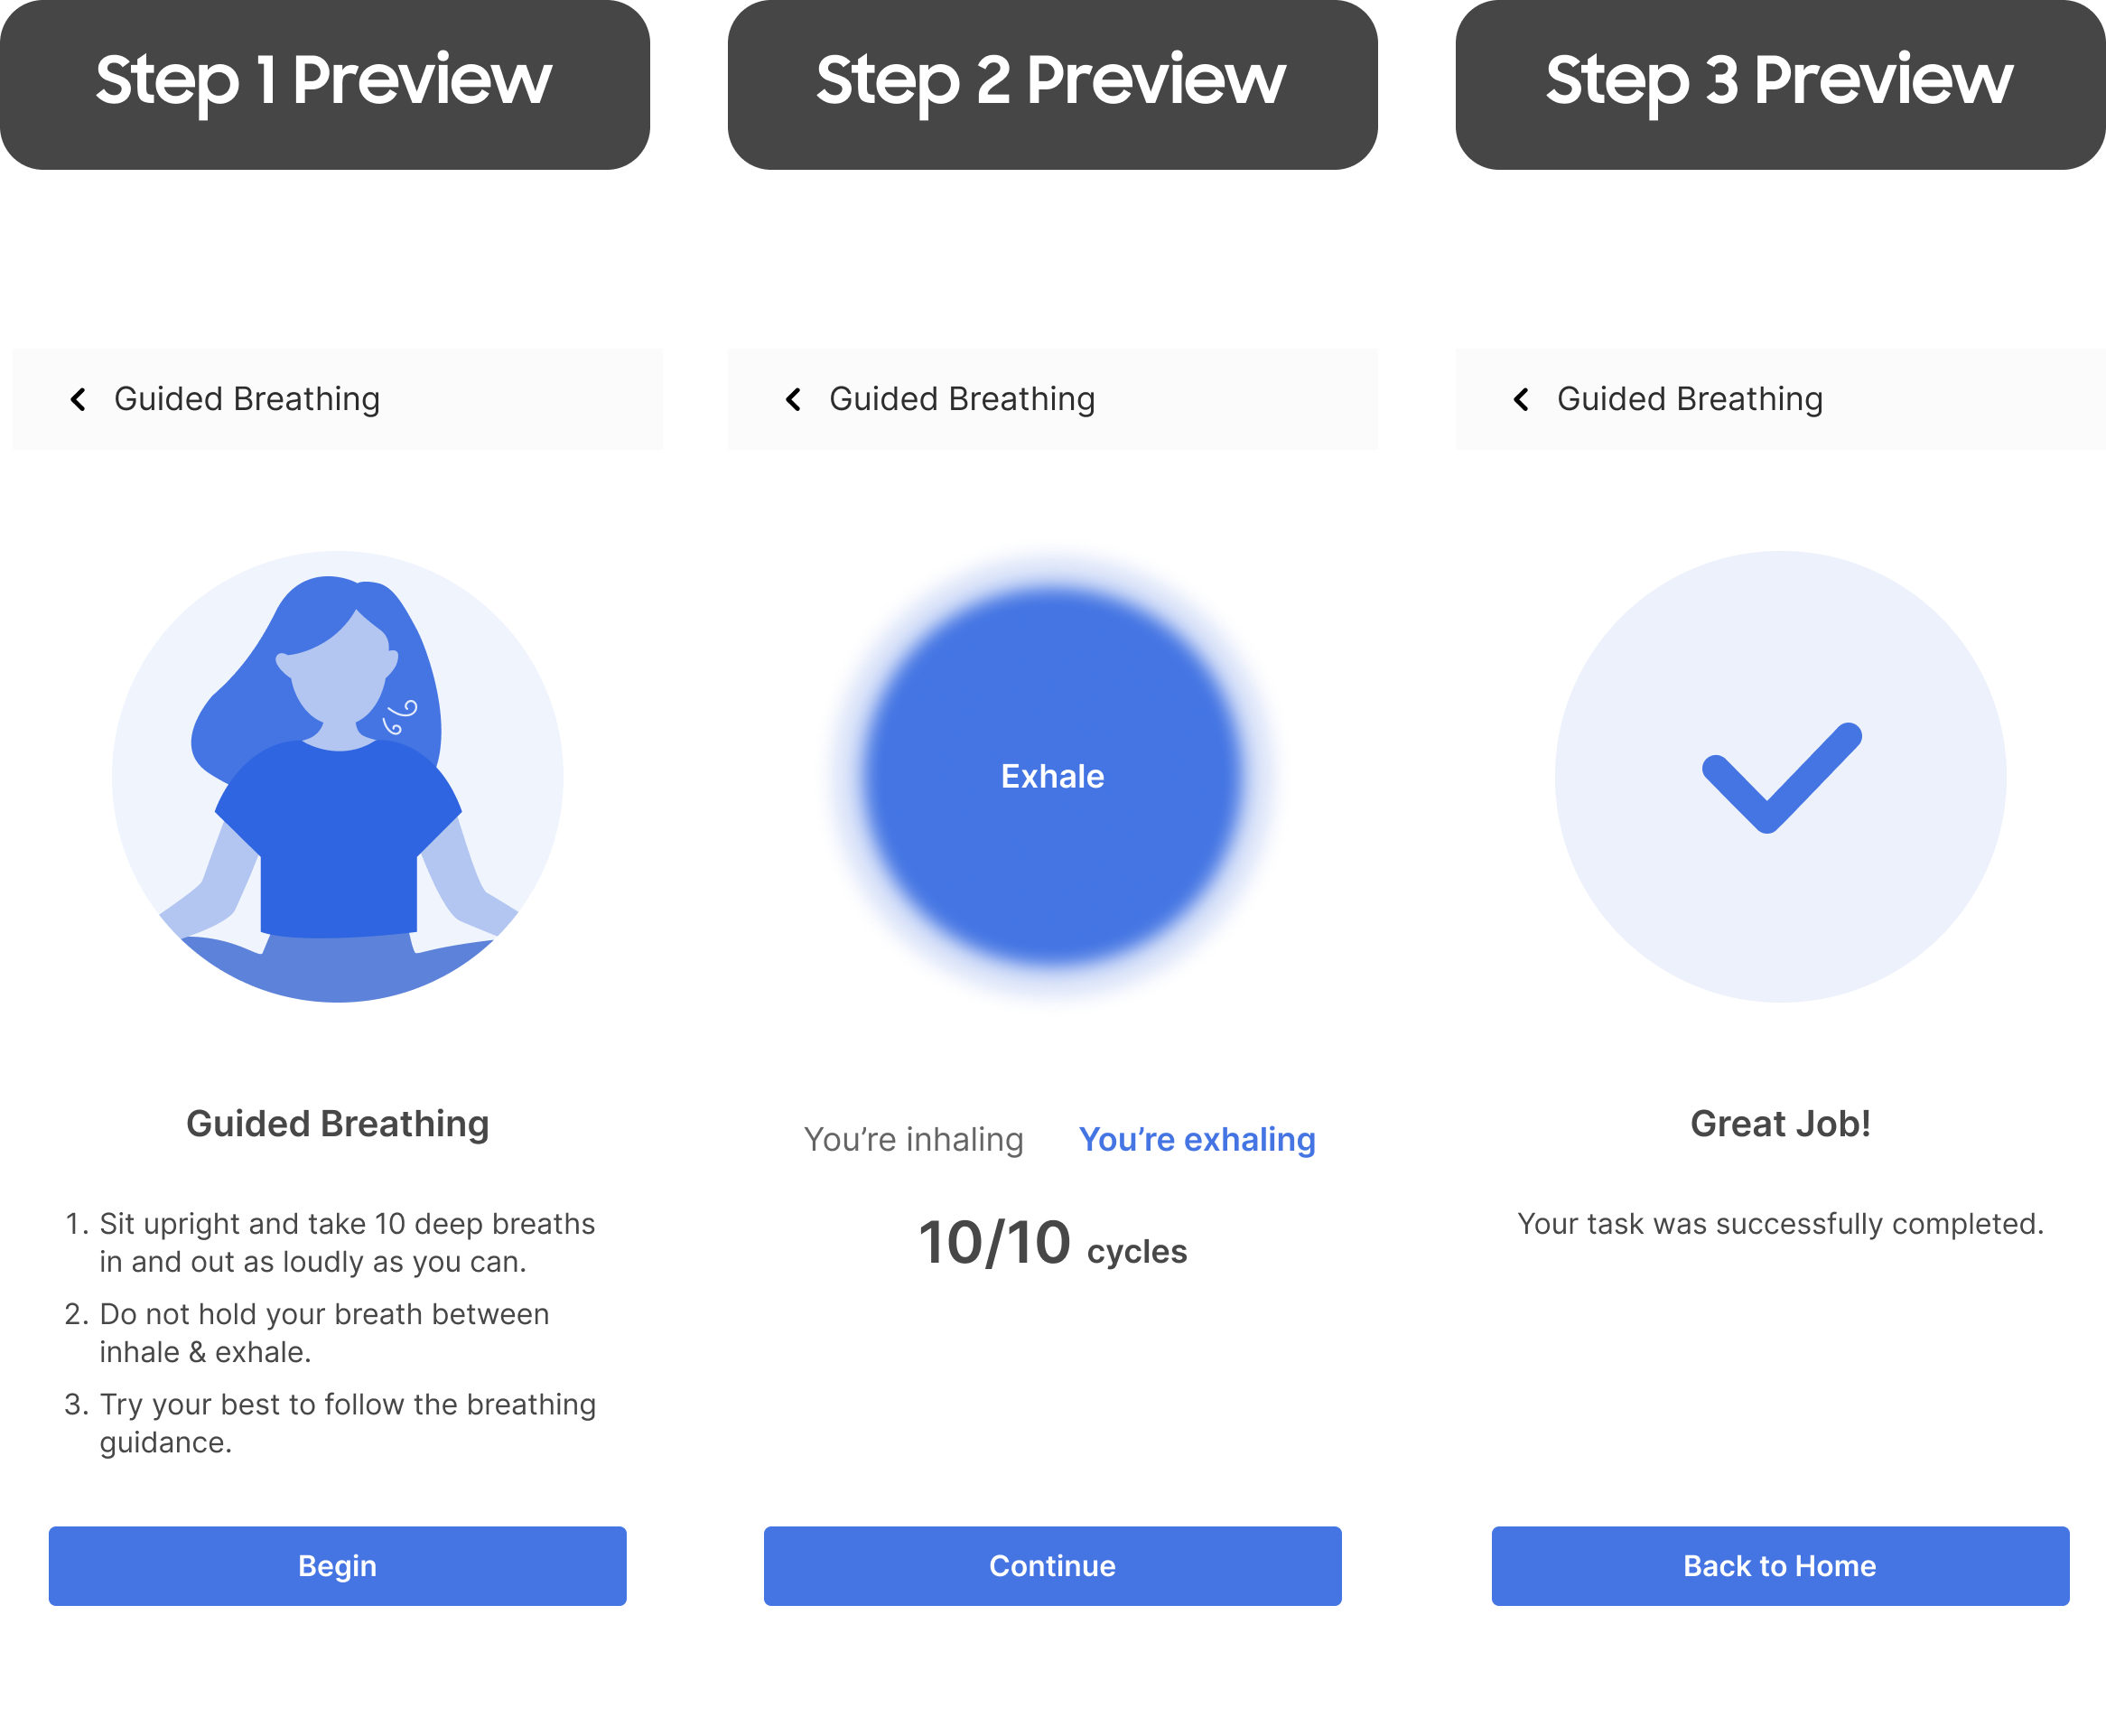 Step 1 Preview
Guided Breathing
Guided Breathing
1. Sit upright and take 10 deep breaths
in and out as loudly as you can.
2. Do not hold your breath between
inhale & exhale.
3. Try your best to follow the breathing
guidance.
Begin
Step 2 Preview
Guided Breathing
Exhale
You’re inhaling You’re exhaling
10/10 cycles
Continue
Step 3 Preview
Guided Breathing
Great Job!
Your task was successfully completed.
Back to Home